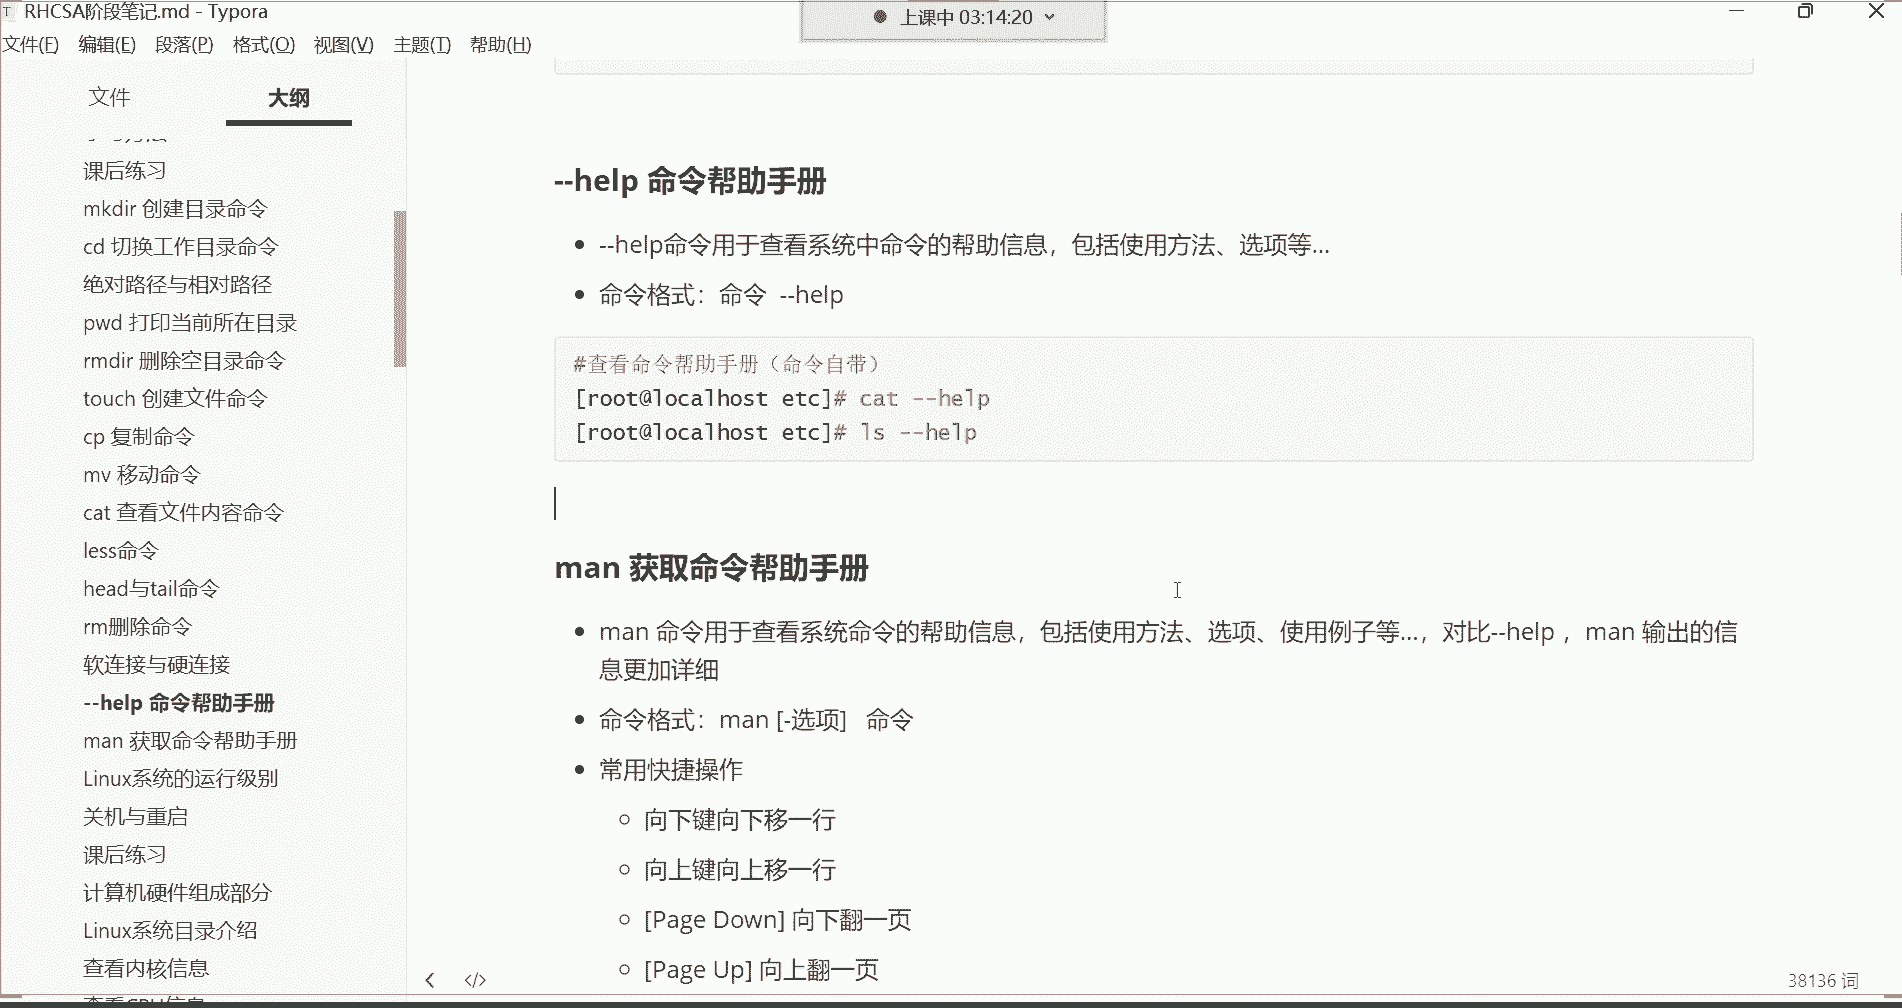 RHCSA阶段笔记.md - Typora
上课中 03:14:20
文件(F) 编辑(E) 段落(P) 格式(O) 视图(V) 主题(T) 帮助(H)
文件 大纲
课后练习
mkdir 创建目录命令
cd 切换工作目录命令
绝对路径与相对路径
pwd 打印当前所在目录
rmdir 删除空目录命令
touch 创建文件命令
cp 复制命令
mv 移动命令
cat 查看文件内容命令
less命令
head与tail命令
rm删除命令
软连接与硬连接
--help 命令帮助手册
man 获取命令帮助手册
Linux系统的运行级别
关机与重启
课后练习
计算机硬件组成部分
Linux系统目录介绍
查看内核信息
查看CPU信息
--help 命令帮助手册
--help命令用于查看系统中命令的帮助信息，包括使用方法、选项等...
命令格式：命令 --help
#查看命令帮助手册（命令自带）
[root@localhost etc]# cat --help
[root@localhost etc]# ls --help
man 获取命令帮助手册
man 命令用于查看系统命令的帮助信息，包括使用方法、选项、使用例子等...，对比--help ，man 输出的信
息更加详细
命令格式：man [-选项] 命令
常用快捷操作
向下键向下移一行
向上键向上移一行
[Page Down] 向下翻一页
[Page Up] 向上翻一页
38136 词